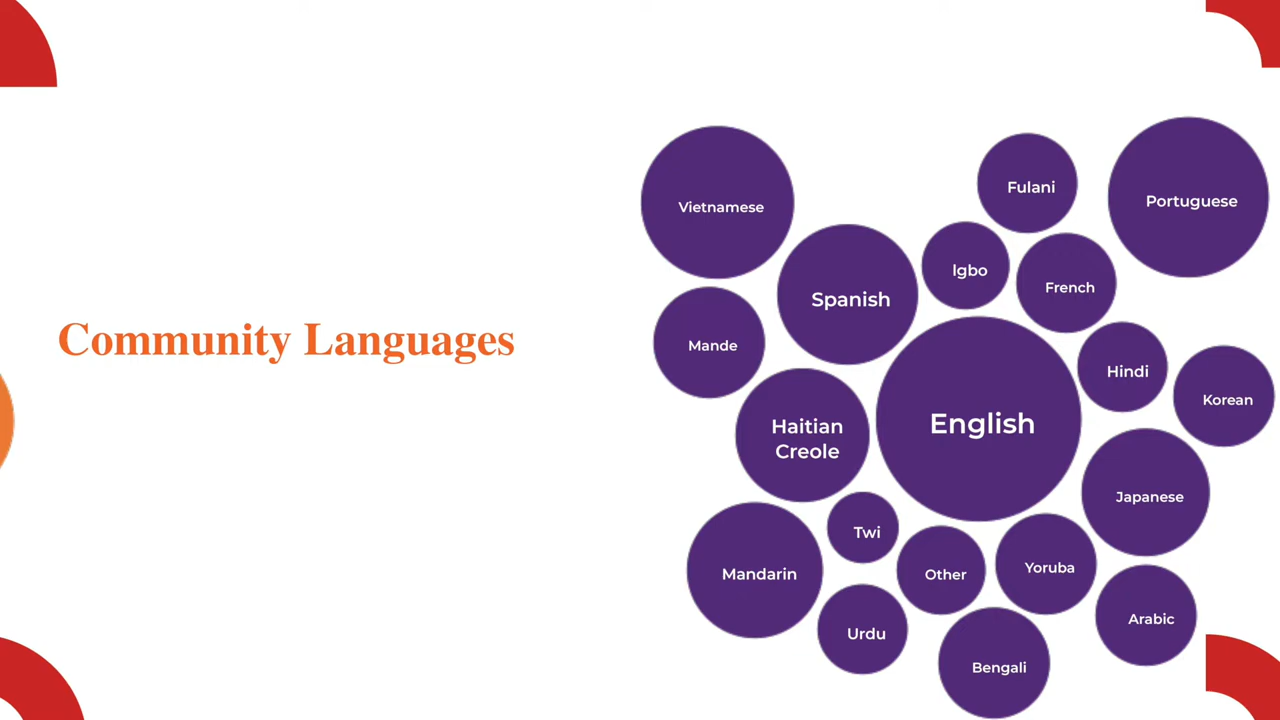 Community Languages
Vietnamese
Fulani
Portuguese
Igbo
French
Spanish
Mande
Hindi
Korean
Haitian
Creole
English
Japanese
Twi
Mandarin
Other
Yoruba
Urdu
Arabic
Bengali